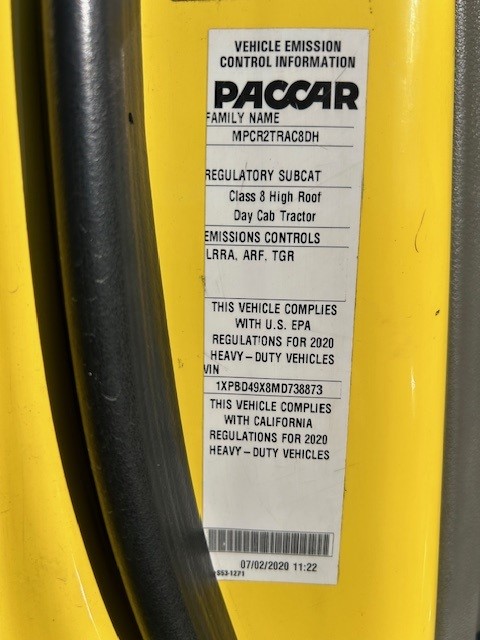 VEHICLE EMISSION
CONTROL INFORMATION
PACCAR
FAMILY NAME
MPCR2TRAC8DH
REGULATORY SUBCAT
Class 8 High Roof
Day Cab Tractor
EMISSIONS CONTROLS
LRRA, ARF, TGR
THIS VEHICLE COMPLIES
WITH U.S. EPA
REGULATIONS FOR 2020
HEAVY-DUTY VEHICLES
VIN
1XPBD49X8MD738873
THIS VEHICLE COMPLIES
WITH CALIFORNIA
REGULATIONS FOR 2020
HEAVY-DUTY VEHICLES
07/02/2020 11:22
S53-1271